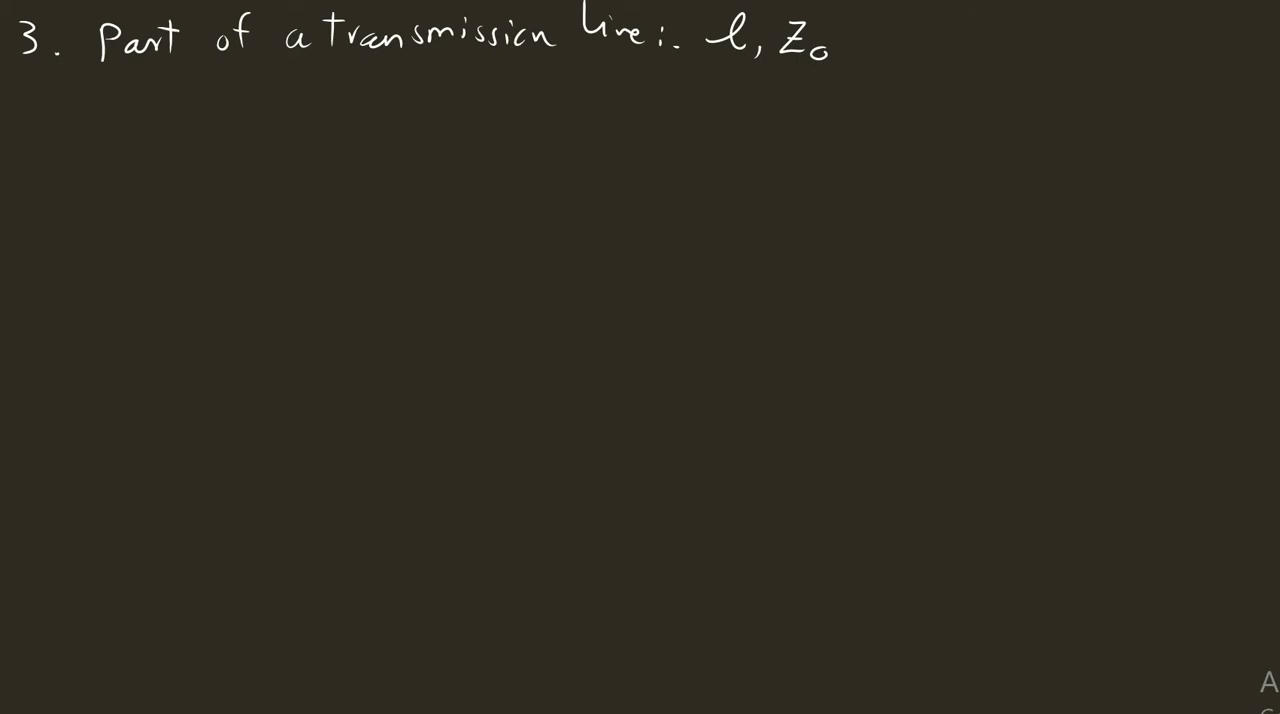 3. Part of a transmission line:. l, Z₀
A